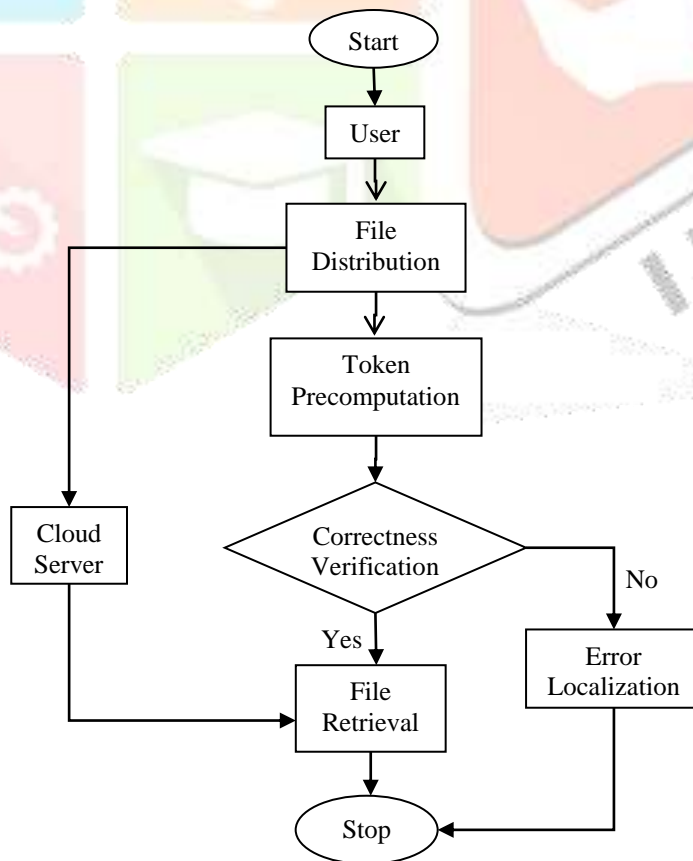 Start
User
File
Distribution
Token
Precomputation
Cloud
Server
Correctness
Verification
No
Yes
File
Retrieval
Error
Localization
Stop